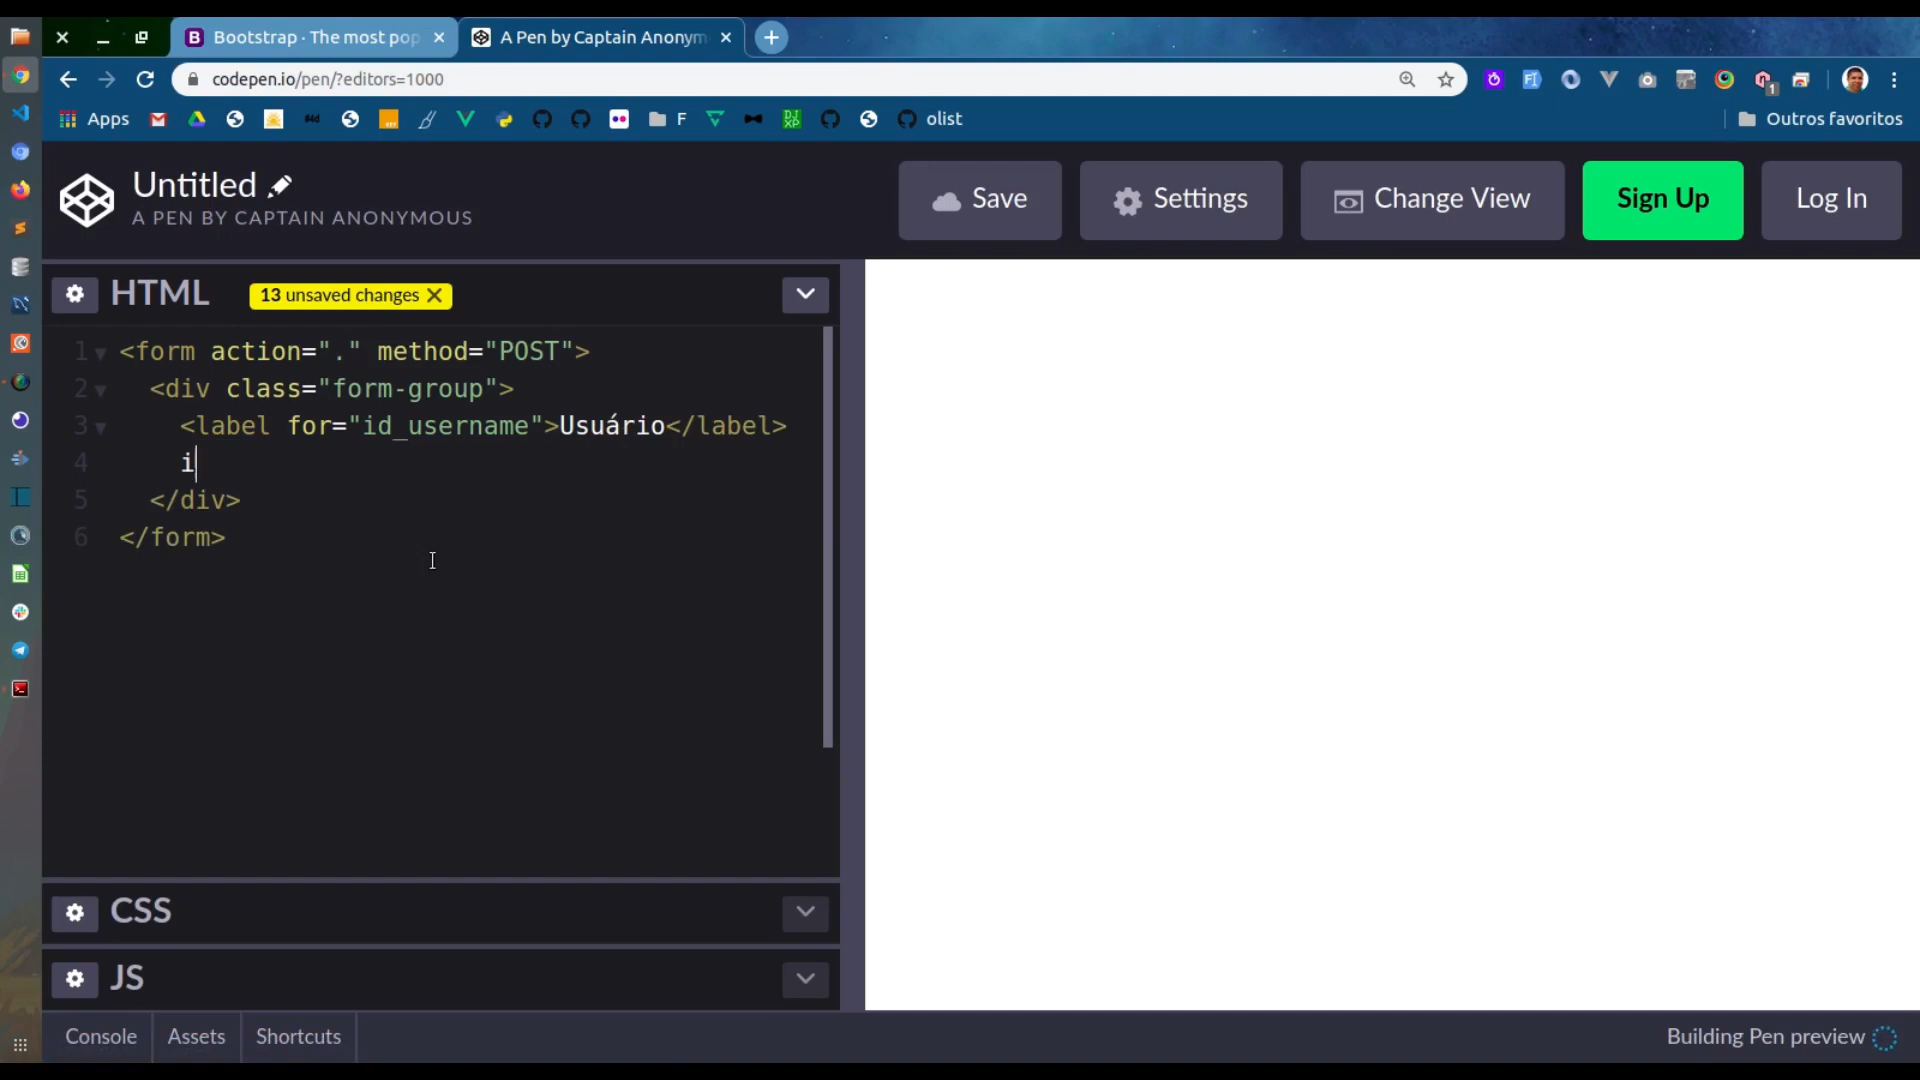 Bootstrap · The most pop
A Pen by Captain Anonym
codepen.io/pen/?editors=1000
1
Apps
F
olist
Outros favoritos
Untitled
A PEN BY CAPTAIN ANONYMOUS
Save
Settings
Change View
Sign Up
Log In
HTML
13 unsaved changes
1 <form action="." method="POST">
2 <div class="form-group">
3 <label for="id_username">Usuário</label>
4 i
5 </div>
6 </form>
CSS
JS
Console
Assets
Shortcuts
Building Pen preview